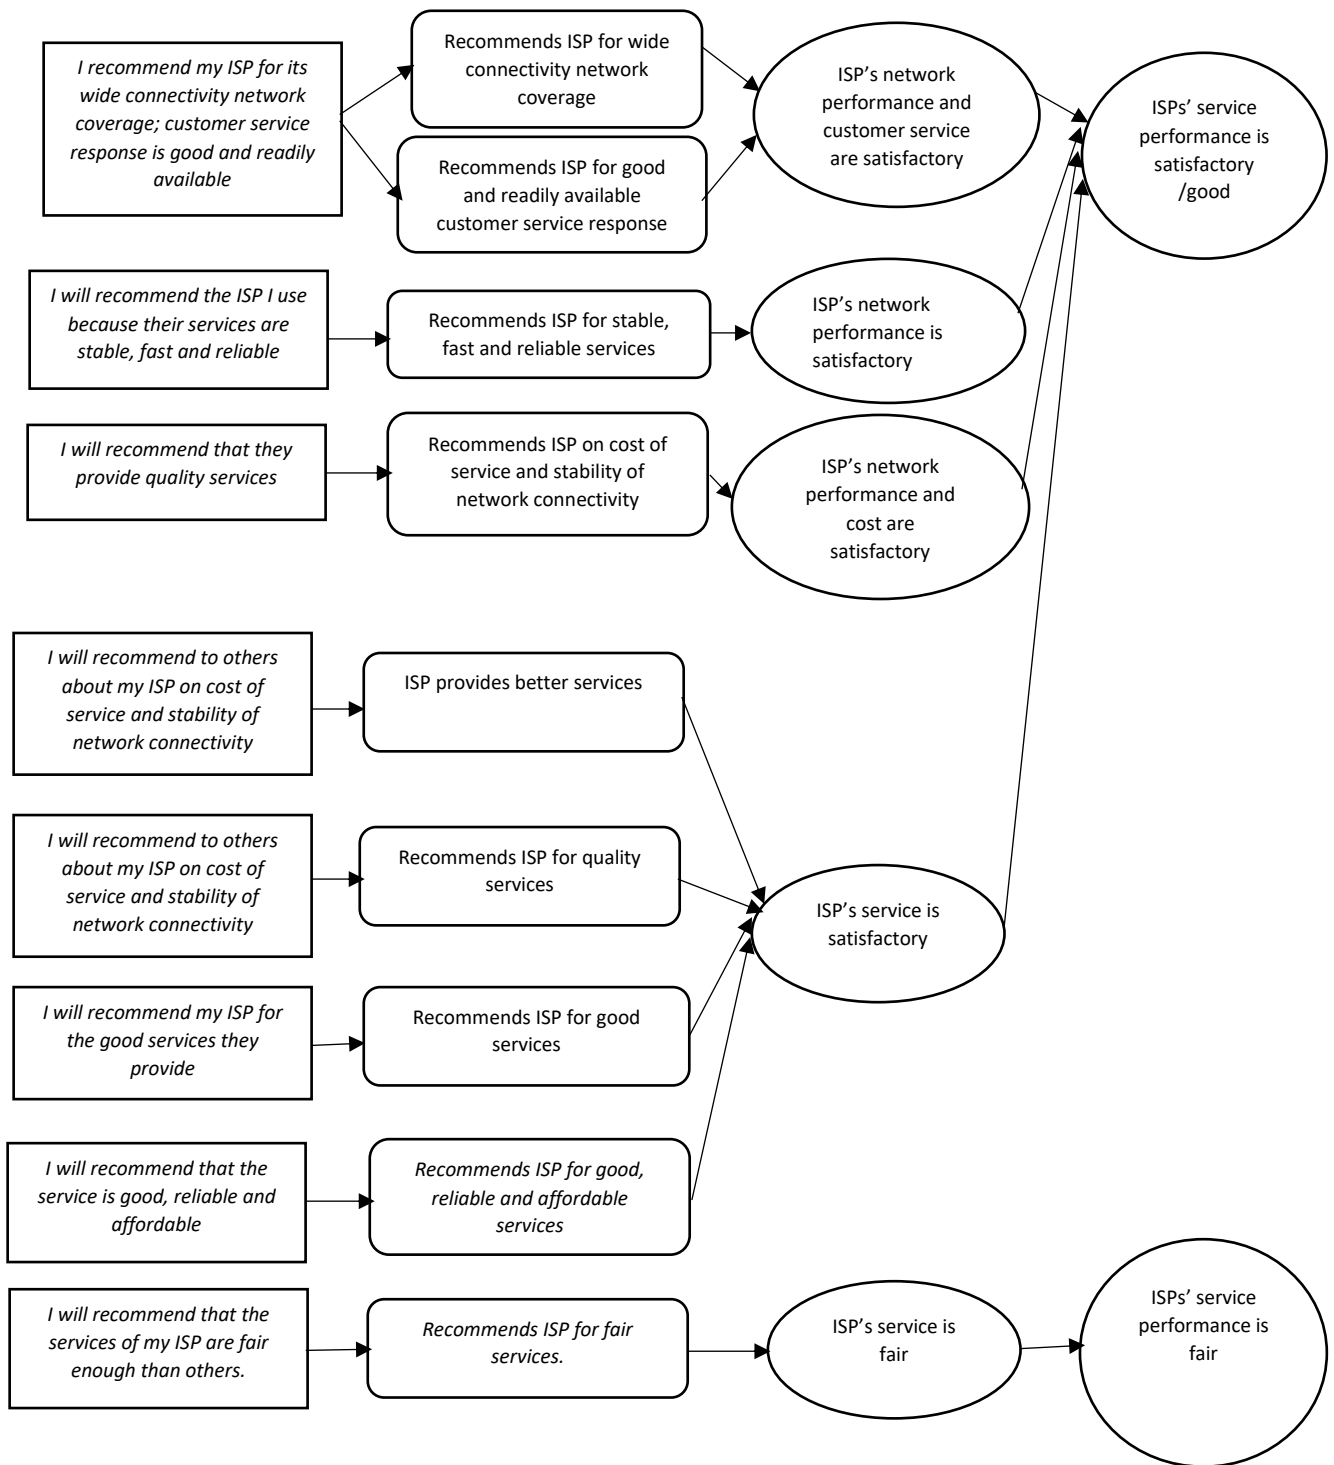 I recommend my ISP for its
wide connectivity network
coverage; customer service
response is good and readily
available
Recommends ISP for wide
connectivity network
coverage
Recommends ISP for good
and readily available
customer service response
ISP’s network
performance and
customer service
are satisfactory
ISPs’ service
performance is
satisfactory
/good
I will recommend the ISP I use
because their services are
stable, fast and reliable
Recommends ISP for stable,
fast and reliable services
ISP’s network
performance is
satisfactory
I will recommend that they
provide quality services
Recommends ISP on cost of
service and stability of
network connectivity
ISP’s network
performance and
cost are
satisfactory
I will recommend to others
about my ISP on cost of
service and stability of
network connectivity
ISP provides better services
I will recommend to others
about my ISP on cost of
service and stability of
network connectivity
Recommends ISP for quality
services
ISP’s service is
satisfactory
I will recommend my ISP for
the good services they
provide
Recommends ISP for good
services
I will recommend that the
service is good, reliable and
affordable
Recommends ISP for good,
reliable and affordable
services
I will recommend that the
services of my ISP are fair
enough than others.
Recommends ISP for fair
services.
ISP’s service is
fair
ISPs’ service
performance is
fair